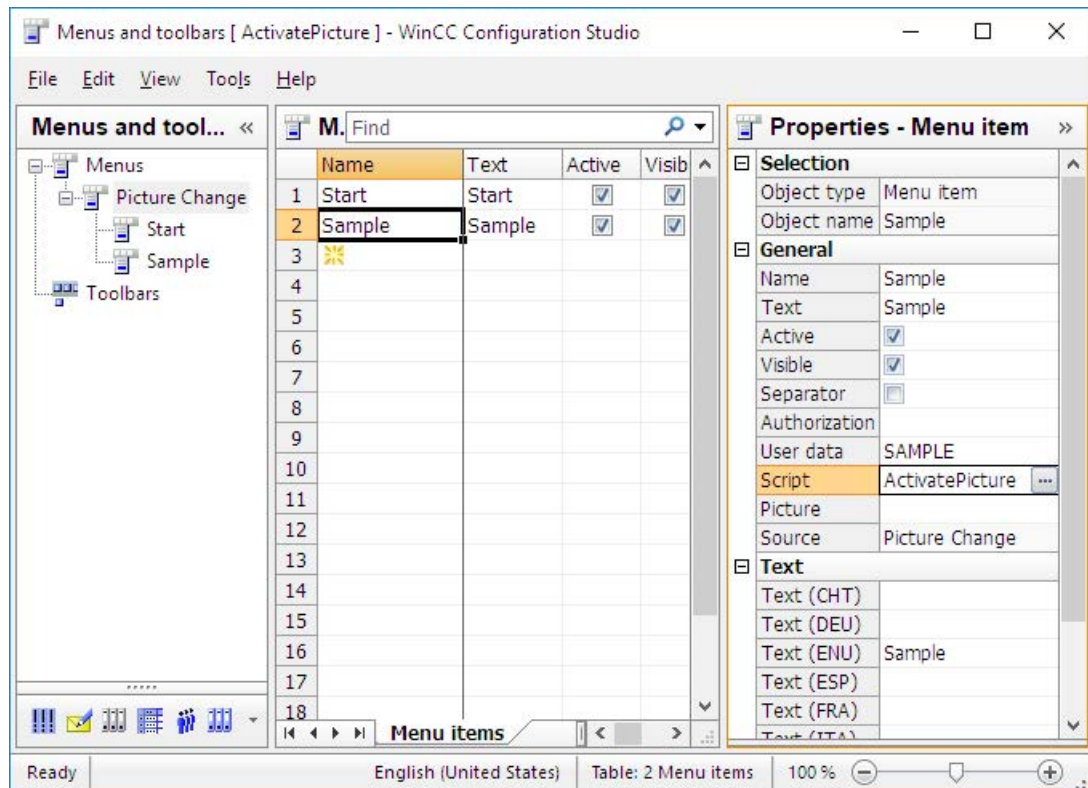 Menus and toolbars [ ActivatePicture ] - WinCC Configuration Studio
File Edit View Tools Help
Menus and tool... «
Menus
Picture Change
Start
Sample
Toolbars
M. Find
Name Text Active Visib
1 Start Start
2 Sample Sample
3
4
5
6
7
8
9
10
11
12
13
14
15
16
17
18
Menu items
Properties - Menu item »
Selection
Object type Menu item
Object name Sample
General
Name Sample
Text Sample
Active
Visible
Separator
Authorization
User data SAMPLE
Script ActivatePicture ...
Picture
Source Picture Change
Text
Text (CHT)
Text (DEU)
Text (ENU) Sample
Text (ESP)
Text (FRA)
Text (ITA)
Ready English (United States) Table: 2 Menu items 100 %